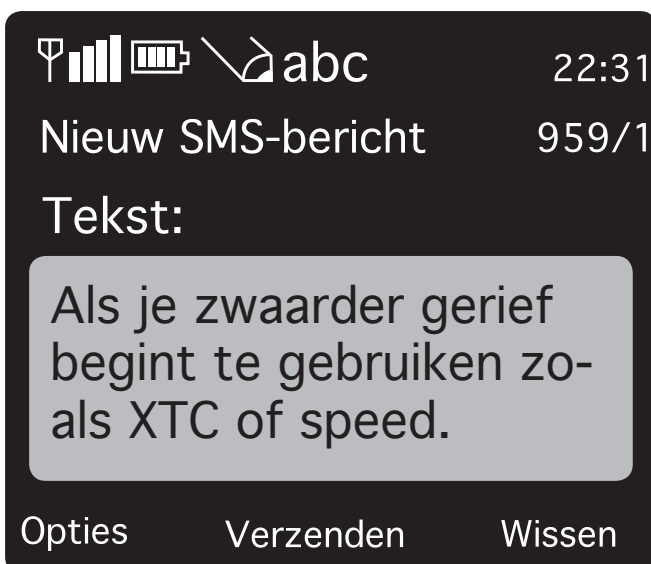 abc 22:31
Nieuw SMS-bericht 959/1
Tekst:
Als je zwaarder gerief
begint te gebruiken zo-
als XTC of speed.
Opties Verzenden Wissen